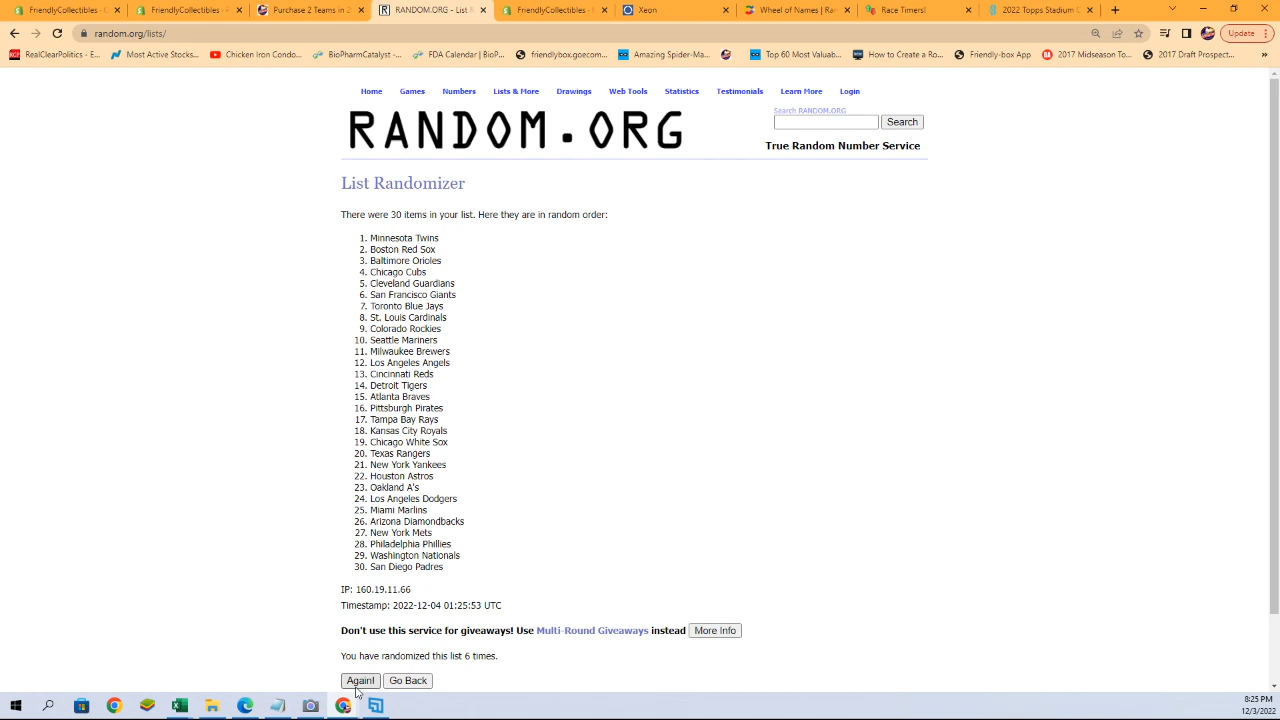 FriendlyCollectibles - C
FriendlyCollectibles - F
Purchase 2 Teams in 2
RANDOM.ORG - List R
FriendlyCollectibles - N
Xeon
Wheel of Names | Ran
Race Timers!
2022 Topps Stadium C
random.org/lists/
Update
RealClearPolitics - E...
Most Active Stocks...
Chicken Iron Condo...
BioPharmCatalyst -...
FDA Calendar | BioP...
friendlybox.goecom...
Amazing Spider-Ma...
Top 60 Most Valuab...
How to Create a Ro...
Friendly-box App
2017 Midseason To...
2017 Draft Prospect...
Home
Games
Numbers
Lists & More
Drawings
Web Tools
Statistics
Testimonials
Learn More
Login
RANDOM.ORG
Search RANDOM.ORG
Search
True Random Number Service
List Randomizer
There were 30 items in your list. Here they are in random order:
1. Minnesota Twins
2. Boston Red Sox
3. Baltimore Orioles
4. Chicago Cubs
5. Cleveland Guardians
6. San Francisco Giants
7. Toronto Blue Jays
8. St. Louis Cardinals
9. Colorado Rockies
10. Seattle Mariners
11. Milwaukee Brewers
12. Los Angeles Angels
13. Cincinnati Reds
14. Detroit Tigers
15. Atlanta Braves
16. Pittsburgh Pirates
17. Tampa Bay Rays
18. Kansas City Royals
19. Chicago White Sox
20. Texas Rangers
21. New York Yankees
22. Houston Astros
23. Oakland A's
24. Los Angeles Dodgers
25. Miami Marlins
26. Arizona Diamondbacks
27. New York Mets
28. Philadelphia Phillies
29. Washington Nationals
30. San Diego Padres
IP: 160.19.11.66
Timestamp: 2022-12-04 01:25:53 UTC
Don't use this service for giveaways! Use Multi-Round Giveaways instead More Info
You have randomized this list 6 times.
Again! Go Back
8:25 PM
12/3/2022